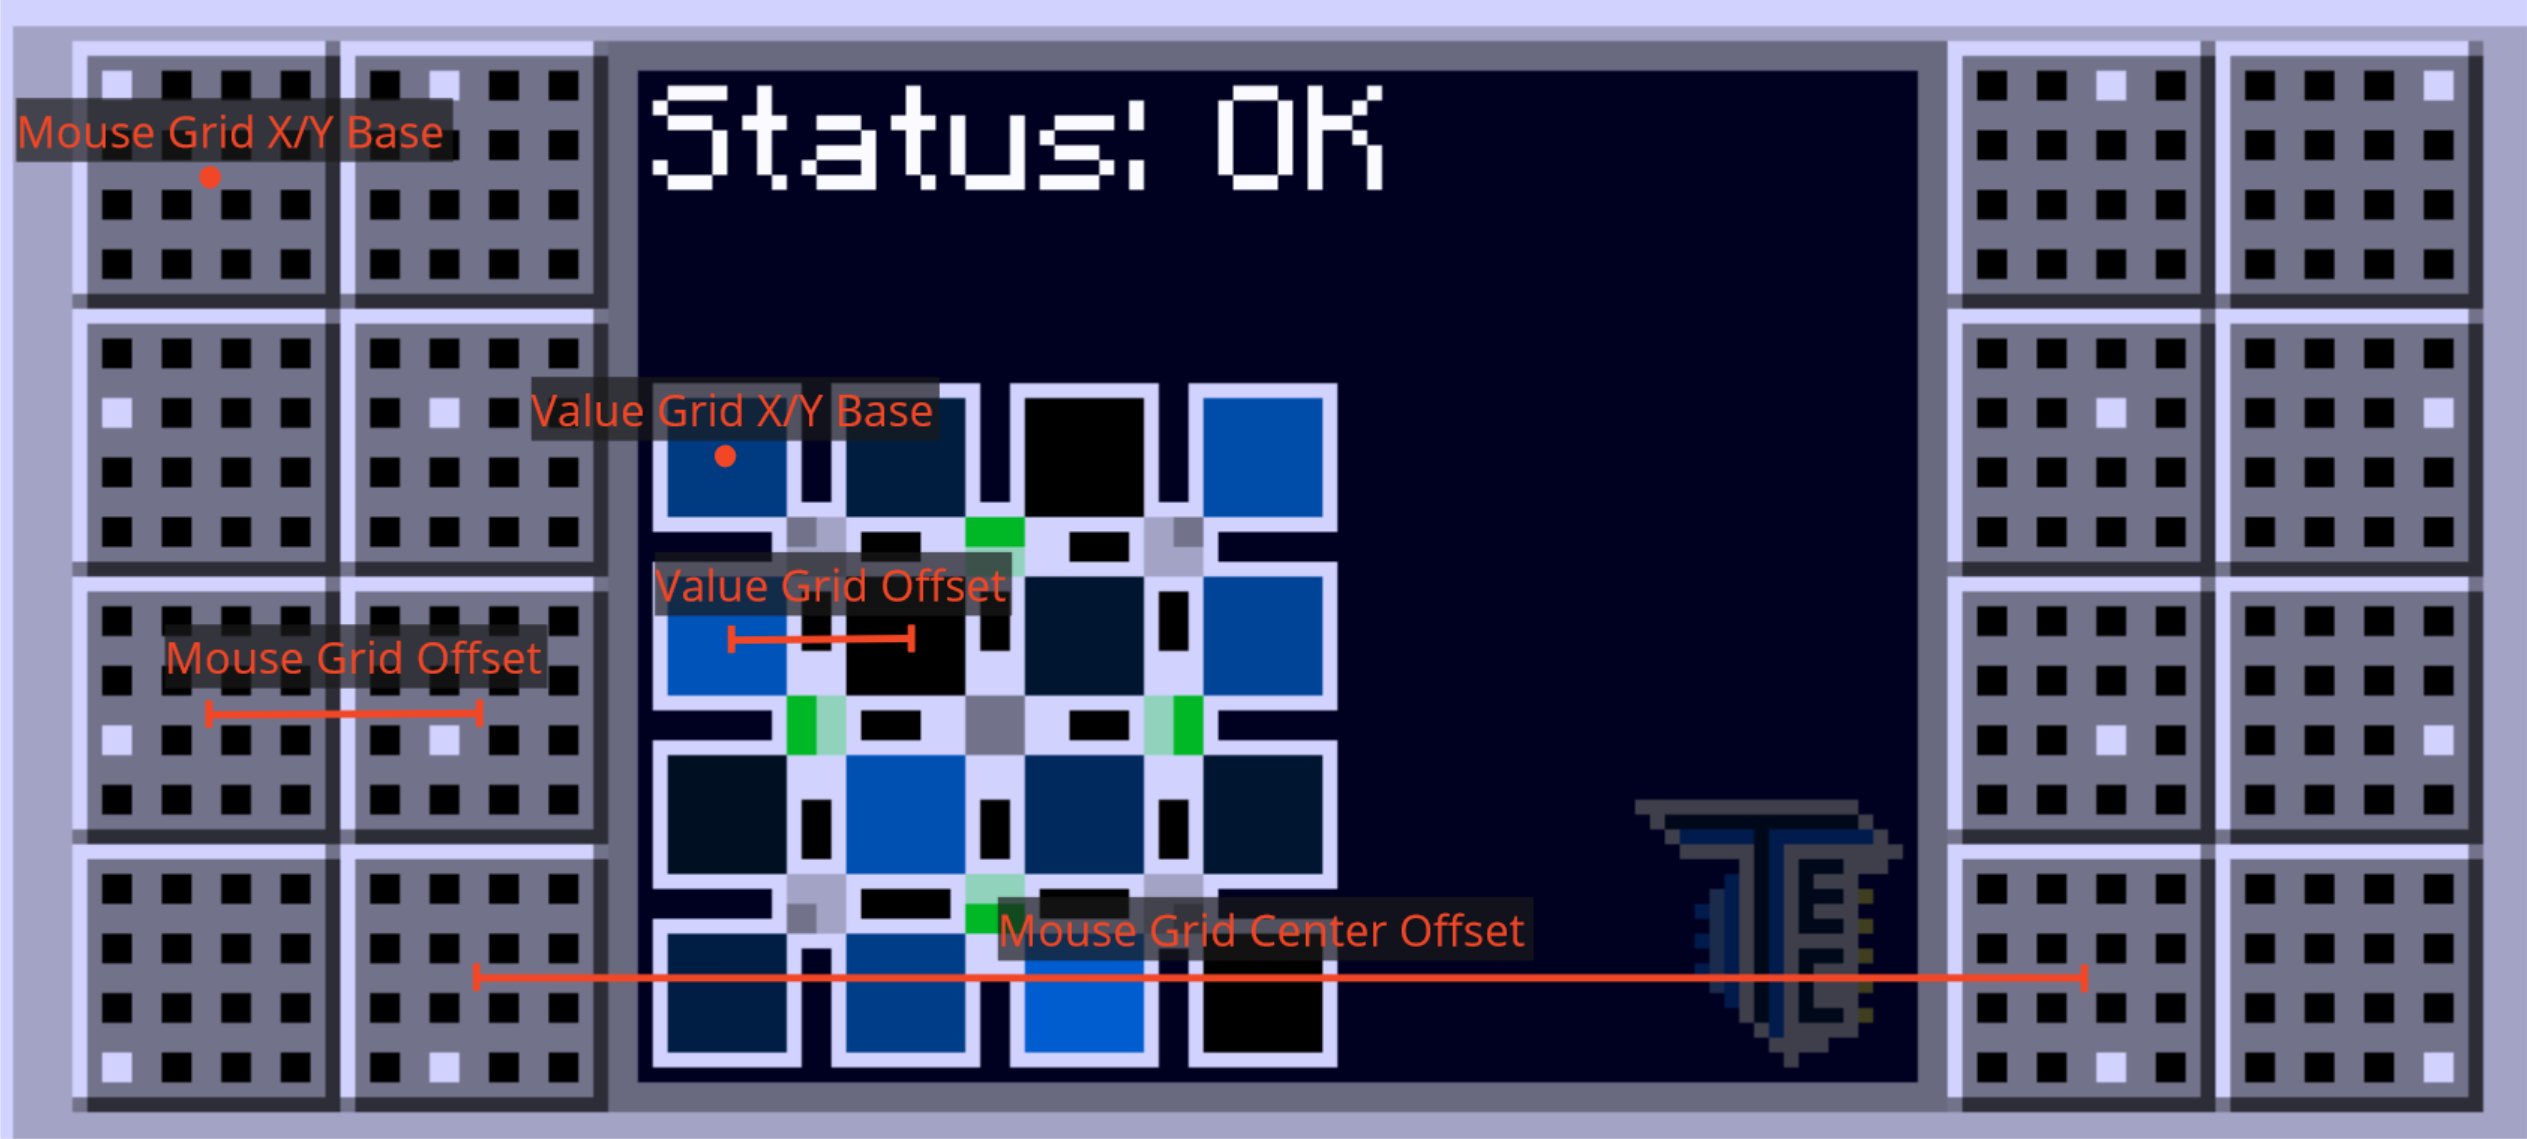 Status: OK
Mouse Grid X/Y Base
Value Grid X/Y Base
Value Grid Offset
Mouse Grid Offset
Mouse Grid Center Offset